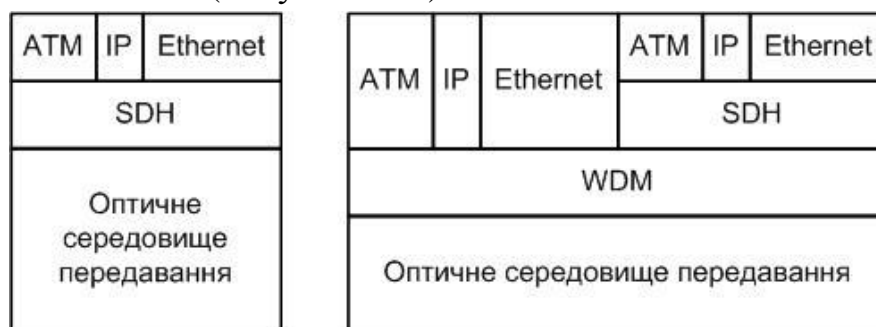 ATM IP Ethernet
SDH
Оптичне
середовище
передавання
ATM IP Ethernet
ATM IP Ethernet
SDH
WDM
Оптичне середовище передавання